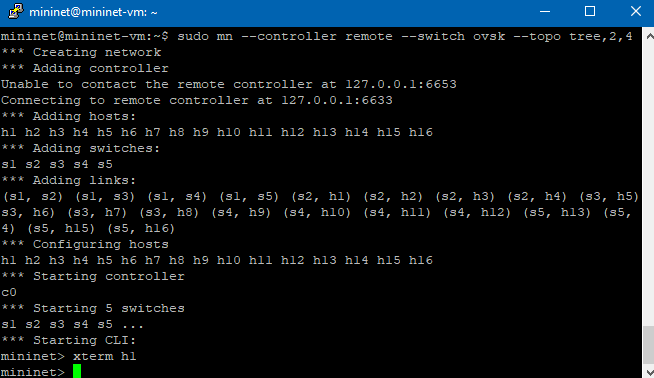 mininet@mininet-vm: ~
mininet@mininet-vm:~$ sudo mn --controller remote --switch ovsk --topo tree,2,4
*** Creating network
*** Adding controller
Unable to contact the remote controller at 127.0.0.1:6653
Connecting to remote controller at 127.0.0.1:6633
*** Adding hosts:
h1 h2 h3 h4 h5 h6 h7 h8 h9 h10 h11 h12 h13 h14 h15 h16
*** Adding switches:
s1 s2 s3 s4 s5
*** Adding links:
(s1, s2) (s1, s3) (s1, s4) (s1, s5) (s2, h1) (s2, h2) (s2, h3) (s2, h4) (s3, h5)
s3, h6) (s3, h7) (s3, h8) (s4, h9) (s4, h10) (s4, h11) (s4, h12) (s5, h13) (s5,
4) (s5, h15) (s5, h16)
*** Configuring hosts
h1 h2 h3 h4 h5 h6 h7 h8 h9 h10 h11 h12 h13 h14 h15 h16
*** Starting controller
c0
*** Starting 5 switches
s1 s2 s3 s4 s5 ...
*** Starting CLI:
mininet> xterm h1
mininet>